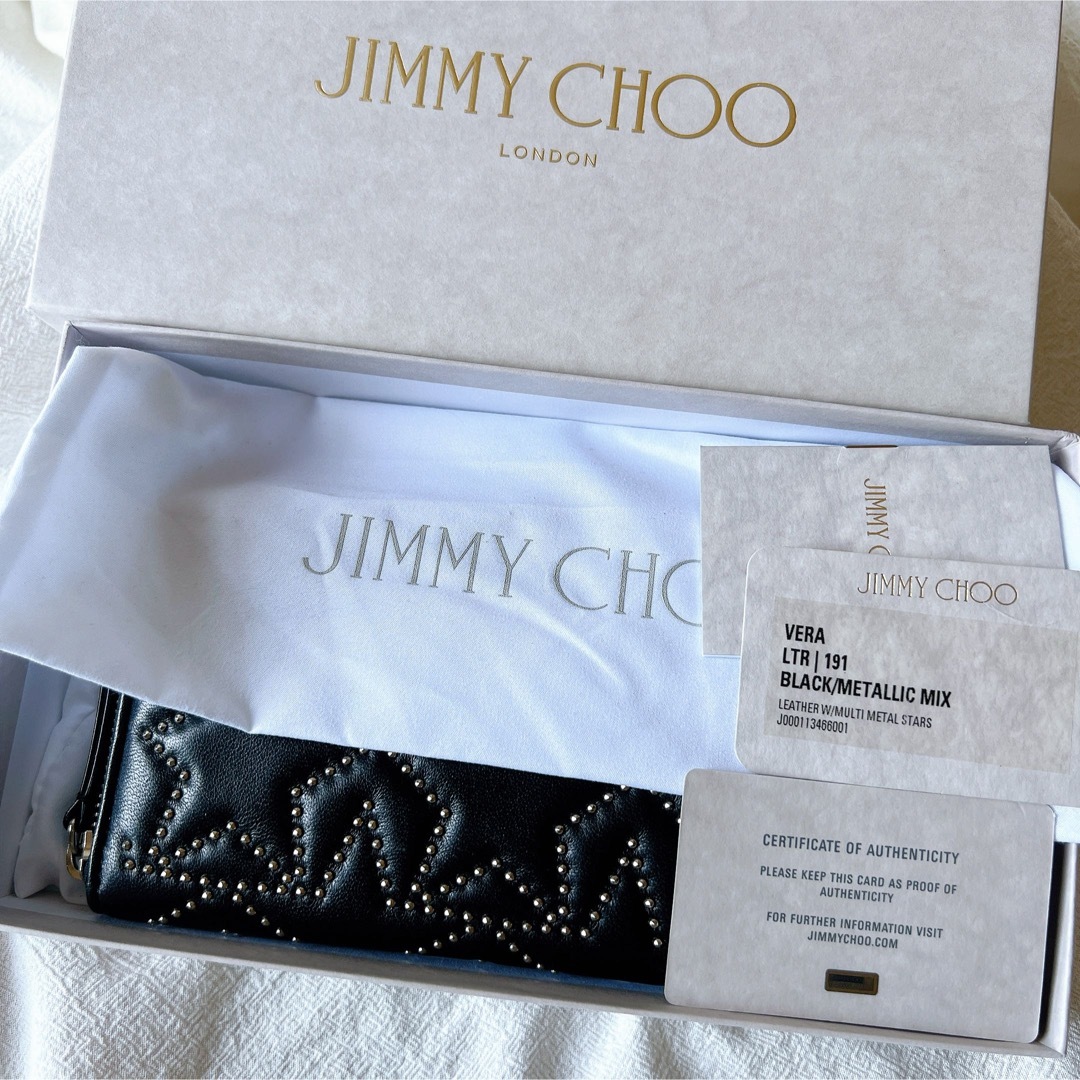 JIMMY CHOO
LONDON
JIMMY CHO
JIMMY C
JIMMY CHOO
VERA
LTR | 191
BLACK/METALLIC MIX
LEATHER W/MULTI METAL STARS
J000113466001
CERTIFICATE OF AUTHENTICITY
PLEASE KEEP THIS CARD AS PROOF OF
AUTHENTICITY
FOR FURTHER INFORMATION VISIT
JIMMYCHOO.COM